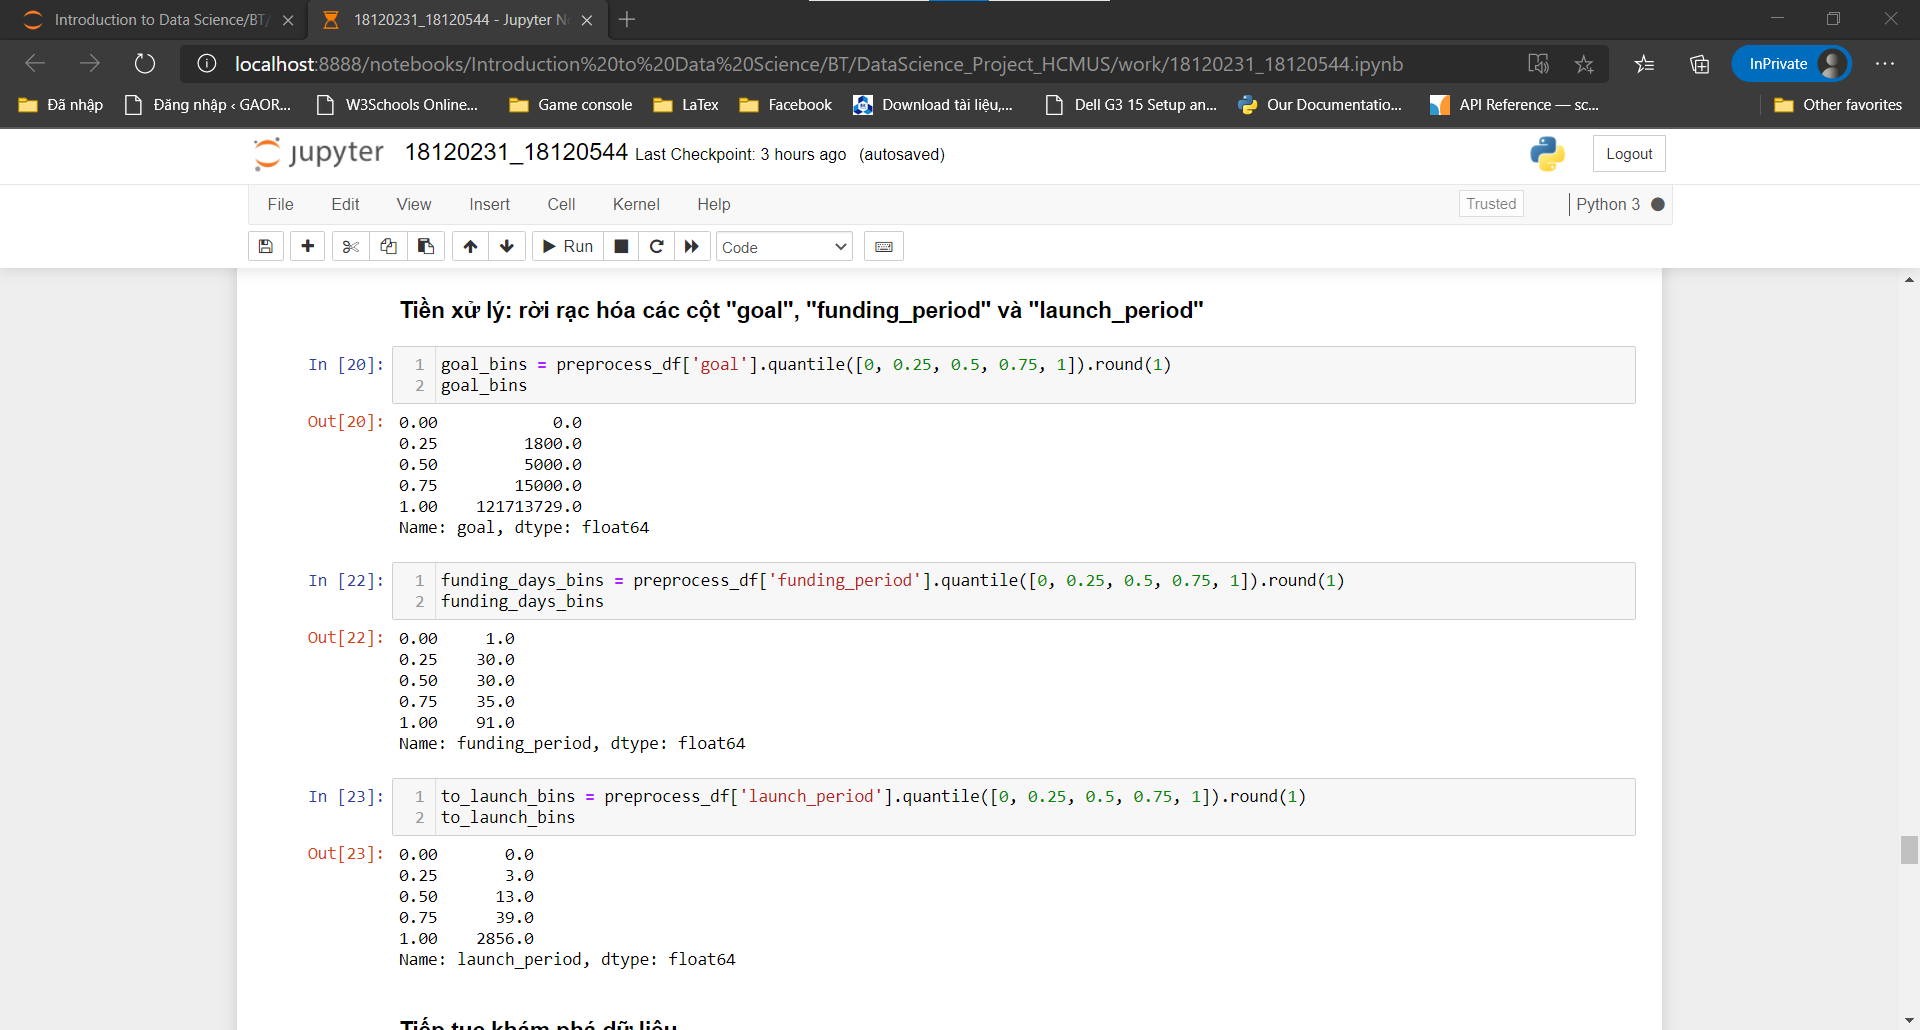 Introduction to Data Science/BT/
18120231_18120544 - Jupyter N
localhost:8888/notebooks/Introduction%20to%20Data%20Science/BT/DataScience_Project_HCMUS/work/18120231_18120544.ipynb
InPrivate
Đã nhập
Đăng nhập ‹ GAOR...
W3Schools Online...
Game console
LaTex
Facebook
Download tài liệu,...
Dell G3 15 Setup an...
Our Documentatio...
API Reference — sc...
Other favorites
jupyter
18120231_18120544 Last Checkpoint: 3 hours ago (autosaved)
Logout
File Edit View Insert Cell Kernel Help
Trusted
Python 3
Run
Code
Tiền xử lý: rời rạc hóa các cột "goal", "funding_period" và "launch_period"
In [20]: 1 goal_bins = preprocess_df['goal'].quantile([0, 0.25, 0.5, 0.75, 1]).round(1)
2 goal_bins
Out[20]: 0.00 0.0
0.25 1800.0
0.50 5000.0
0.75 15000.0
1.00 121713729.0
Name: goal, dtype: float64
In [22]: 1 funding_days_bins = preprocess_df['funding_period'].quantile([0, 0.25, 0.5, 0.75, 1]).round(1)
2 funding_days_bins
Out[22]: 0.00 1.0
0.25 30.0
0.50 30.0
0.75 35.0
1.00 91.0
Name: funding_period, dtype: float64
In [23]: 1 to_launch_bins = preprocess_df['launch_period'].quantile([0, 0.25, 0.5, 0.75, 1]).round(1)
2 to_launch_bins
Out[23]: 0.00 0.0
0.25 3.0
0.50 13.0
0.75 39.0
1.00 2856.0
Name: launch_period, dtype: float64
Tiếp tục khám phá dữ liệu